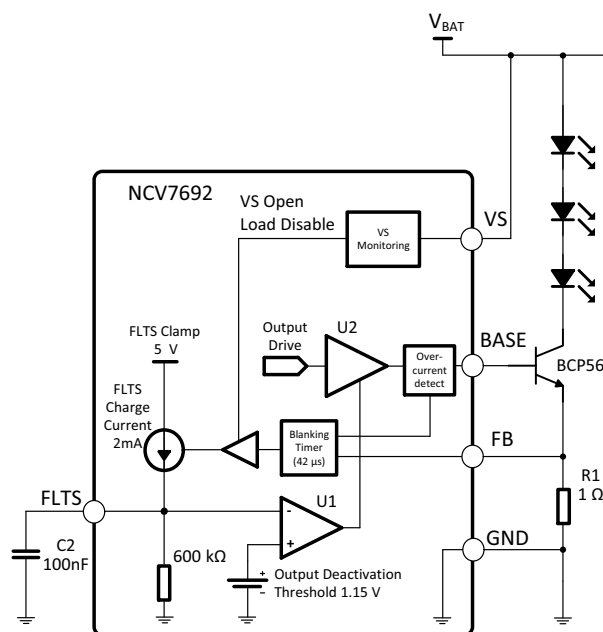 VBAT
NCV7692
VS Open
Load Disable
VS
Monitoring
VS
FLTS Clamp
5 V
Output
Drive
U2
Over-
current
detect
BASE
BCP56
FLTS
Charge
Current
2mA
Blanking
Timer
(42 µs)
FB
R1
1 Ω
FLTS
-
U1
+
C2
100nF
600 kΩ
+
-
Output Deactivation
Threshold 1.15 V
GND